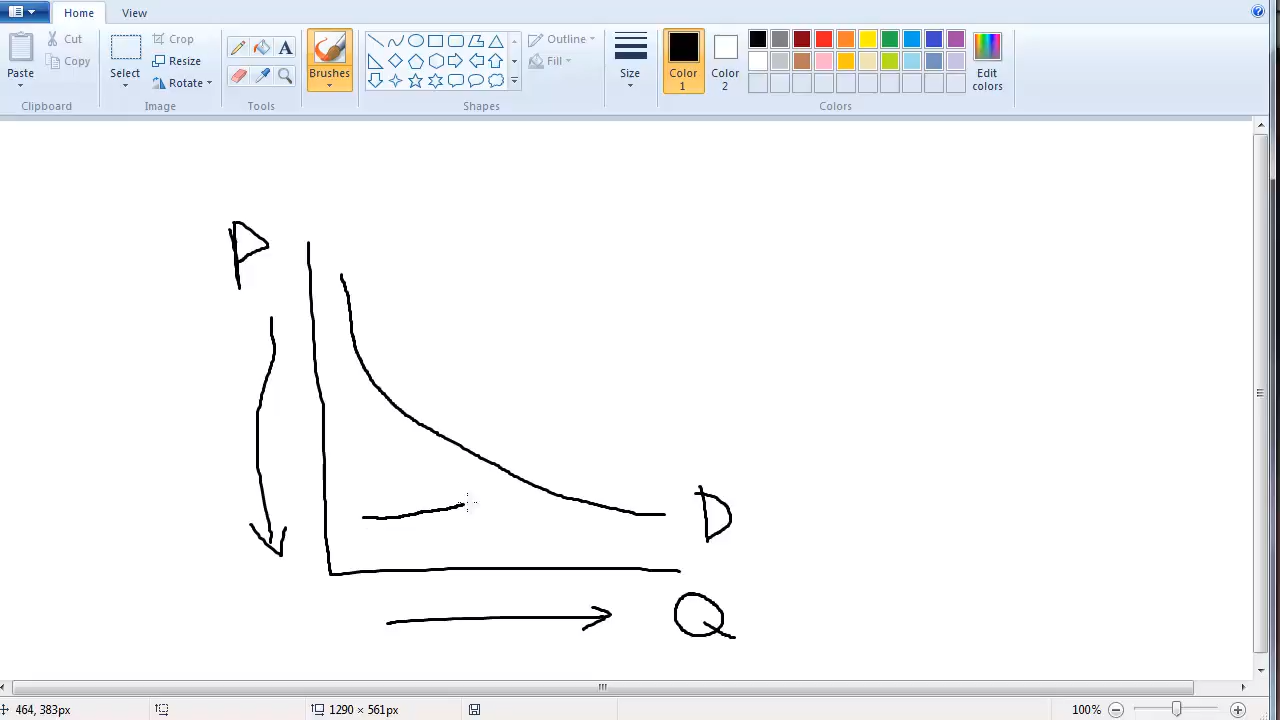 Home View
Cut
Copy
Paste
Clipboard
Select
Crop
Resize
Rotate
Image
A
Tools
Brushes
Shapes
Outline
Fill
Size
Color
1
Color
2
Edit
colors
Colors
P
D
Q
464, 383px
1290 × 561px
100%